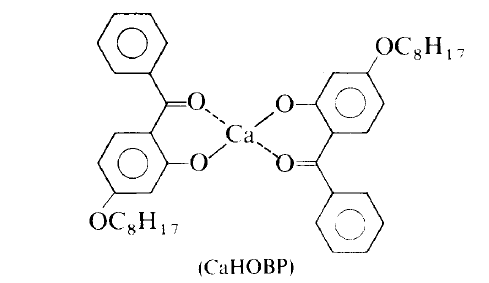 OC₈H₁₇
O O
Ca
O O
OC₈H₁₇
(CaHOBP)